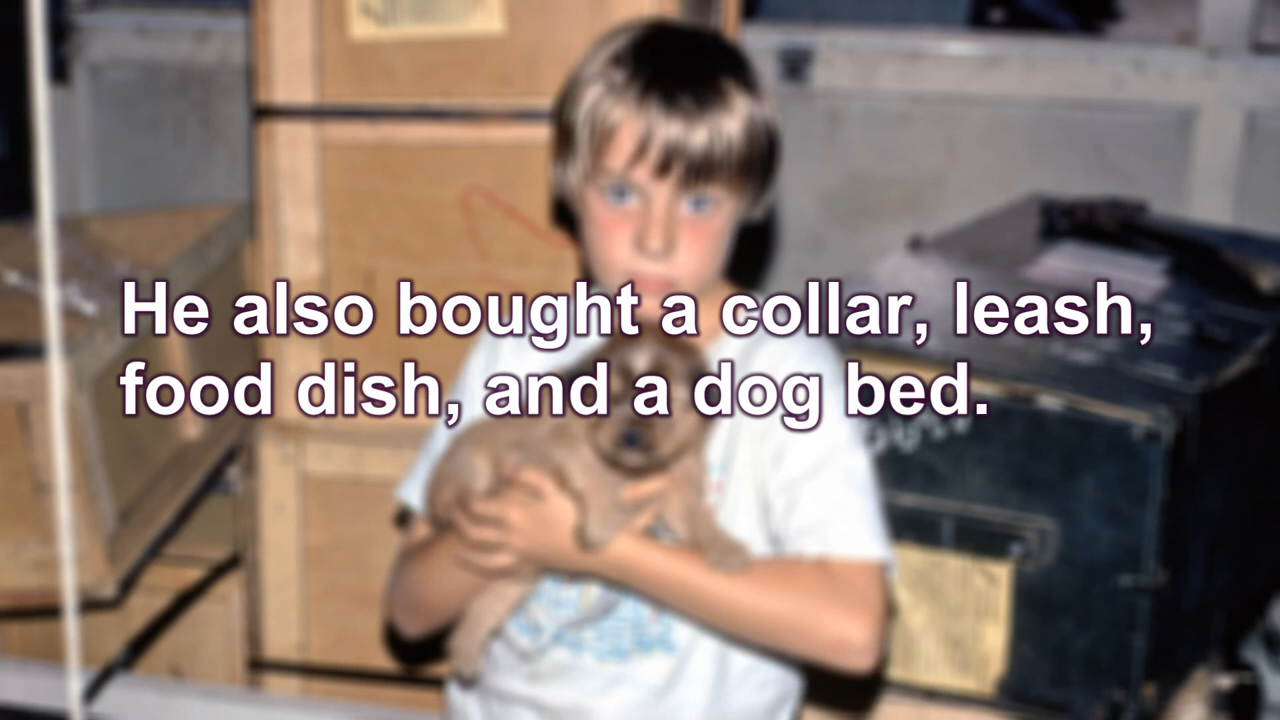 He also bought a collar, leash,
food dish, and a dog bed.